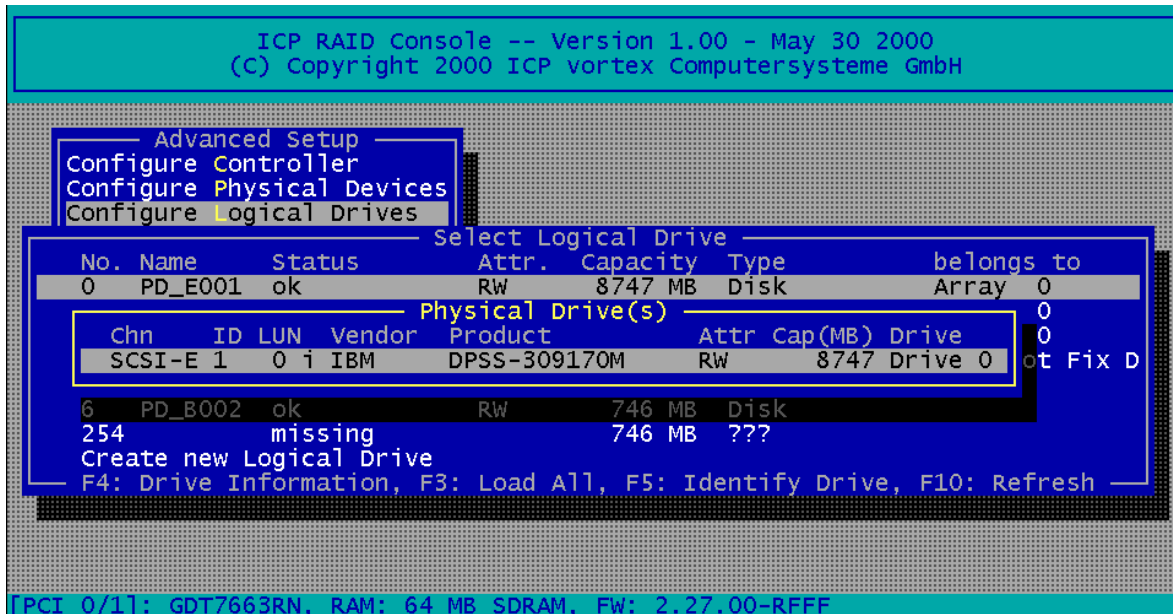 ICP RAID Console -- Version 1.00 - May 30 2000
(C) Copyright 2000 ICP vortex Computersysteme GmbH
Advanced Setup
Configure Controller
Configure Physical Devices
Configure Logical Drives
Select Logical Drive
No. Name Status Attr. Capacity Type belongs to
0 PD_E001 ok RW 8747 MB Disk Array 0
Physical Drive(s) 0
Chn ID LUN Vendor Product Attr Cap(MB) Drive 0
SCSI-E 1 0 i IBM DPSS-309170M RW 8747 Drive 0 ot Fix D
6 PD_B002 ok RW 746 MB Disk
254 missing 746 MB ???
Create new Logical Drive
F4: Drive Information, F3: Load All, F5: Identify Drive, F10: Refresh
[PCI 0/1]: GDT7663RN, RAM: 64 MB SDRAM, FW: 2.27.00-RFFF